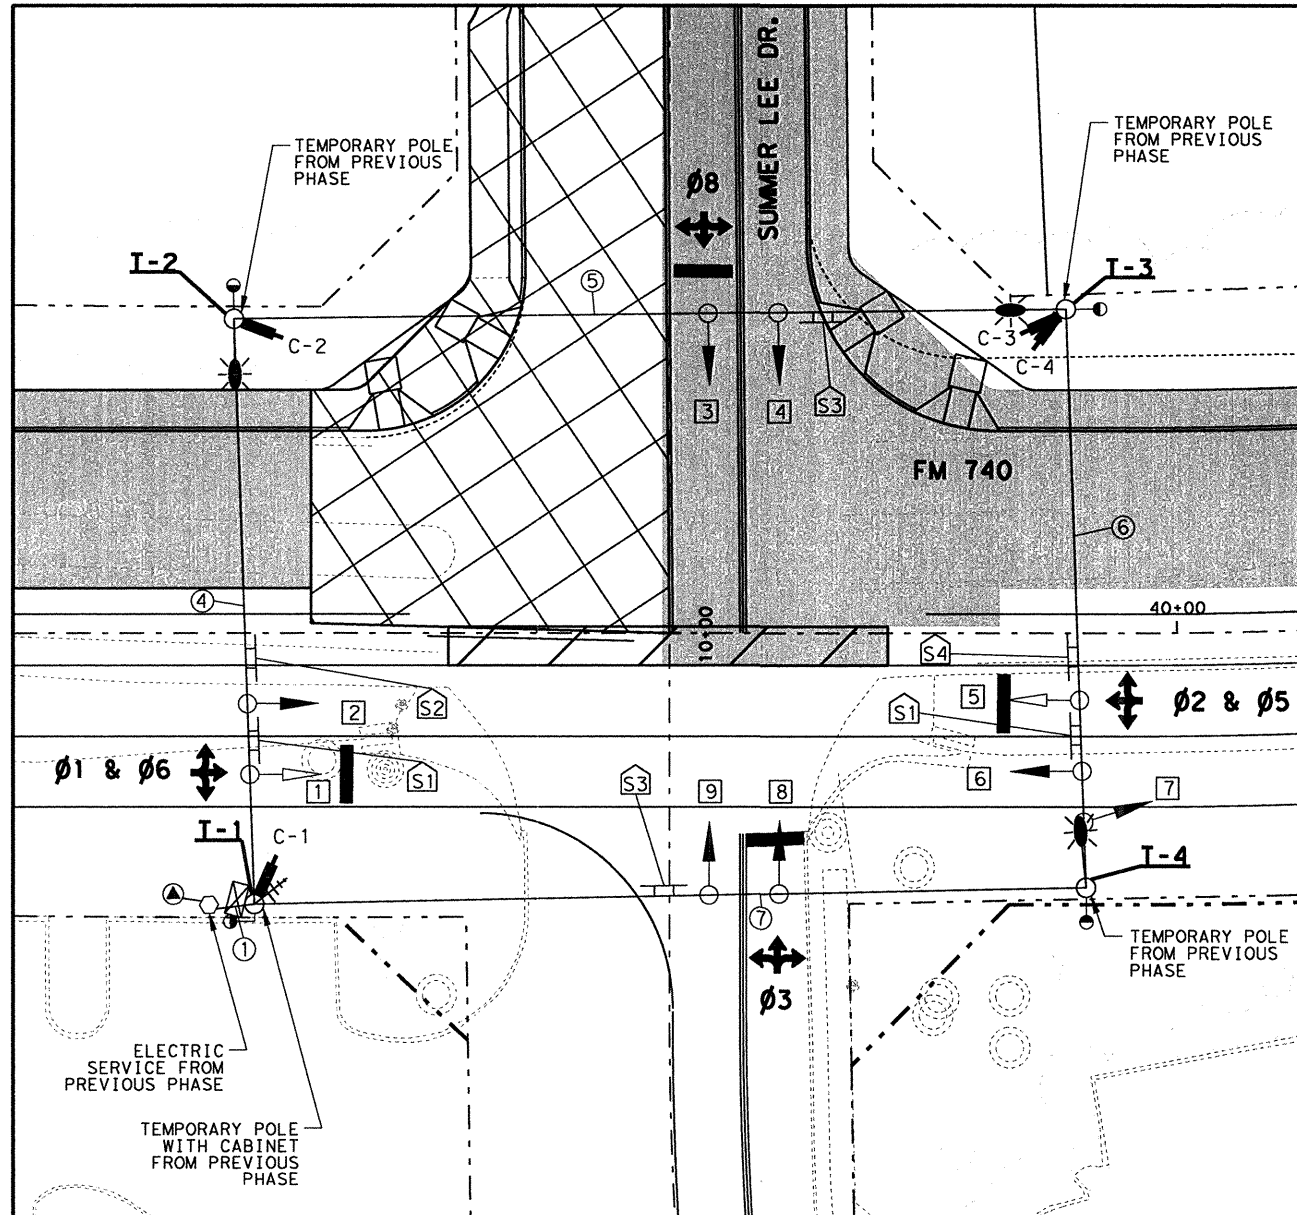 SUMMER LEE DR.
TEMPORARY POLE
FROM PREVIOUS
PHASE
TEMPORARY POLE
FROM PREVIOUS
PHASE
Ø8
T-2
T-3
5
C-2
C-3
C-4
3
4
S3
FM 740
6
4
10+00
40+00
S4
S2
2
S1
5
Ø2 & Ø5
Ø1 & Ø6
1
S1
S3
9
8
6
7
T-1
C-1
T-4
7
1
Ø3
TEMPORARY POLE
FROM PREVIOUS
PHASE
ELECTRIC
SERVICE FROM
PREVIOUS PHASE
TEMPORARY POLE
WITH CABINET
FROM PREVIOUS
PHASE